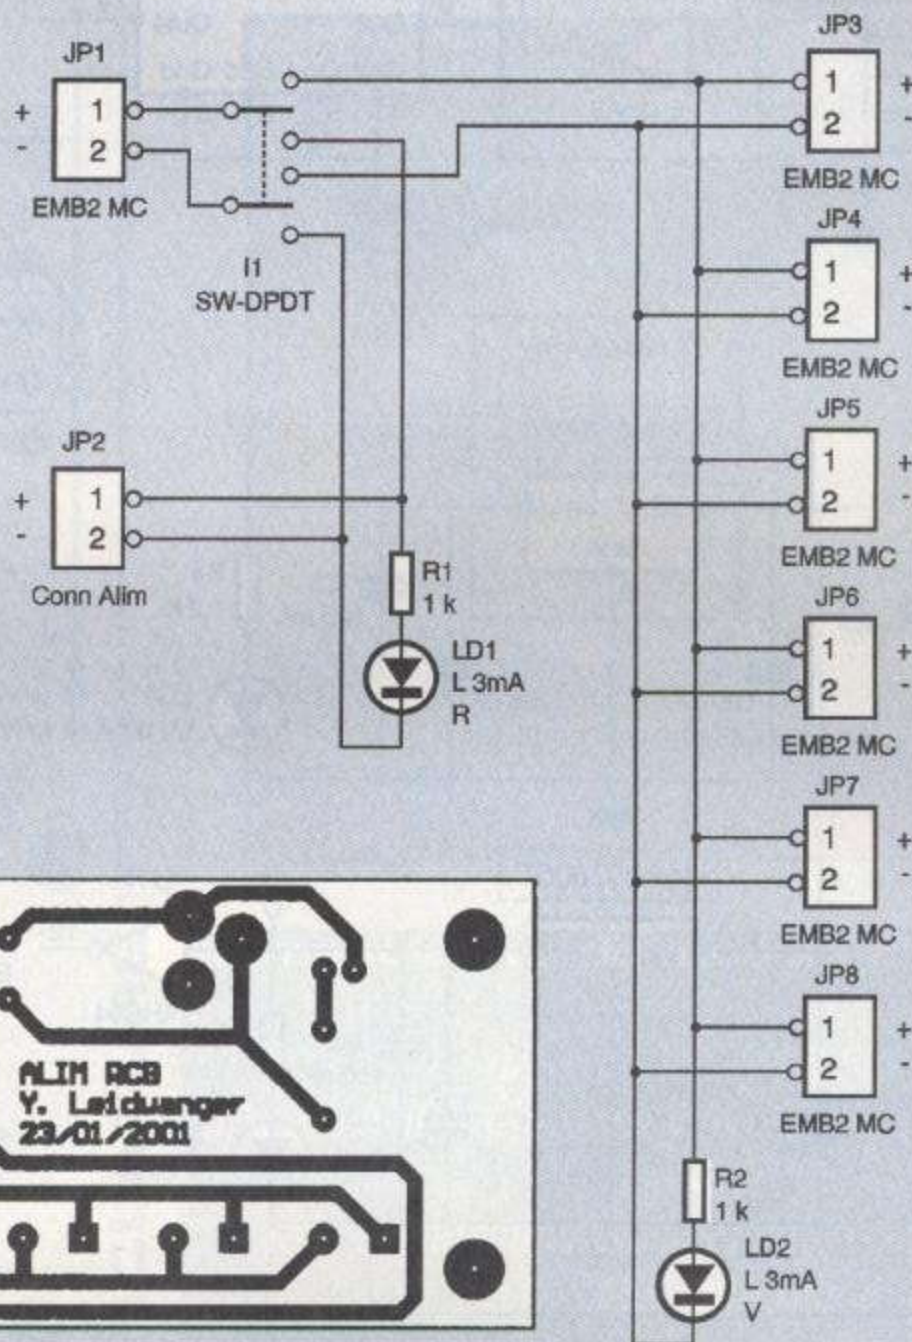 JP1
+ 1
- 2
EMB2 MC
I1
SW-DPDT
JP2
+ 1
- 2
Conn Alim
R1
1 k
LD1
L 3mA
R
JP3
1 +
2 -
EMB2 MC
JP4
1 +
2 -
EMB2 MC
JP5
1 +
2 -
EMB2 MC
JP6
1 +
2 -
EMB2 MC
JP7
1 +
2 -
EMB2 MC
JP8
1 +
2 -
EMB2 MC
R2
1 k
LD2
L 3mA
V
ALIM RCB
Y. Leidwanger
23/01/2001